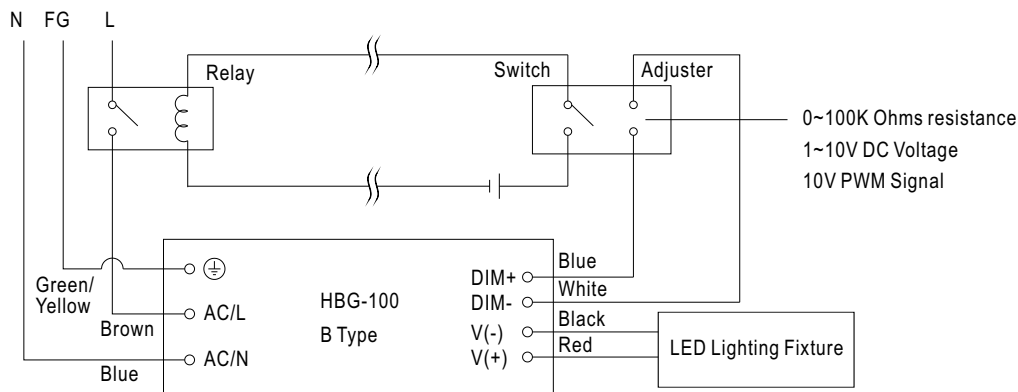 N FG L
Relay
Switch
Adjuster
0~100K Ohms resistance
1~10V DC Voltage
10V PWM Signal
Green/
Yellow
Brown
Blue
AC/L
AC/N
HBG-100
B Type
DIM+
DIM-
V(-)
V(+)
Blue
White
Black
Red
LED Lighting Fixture